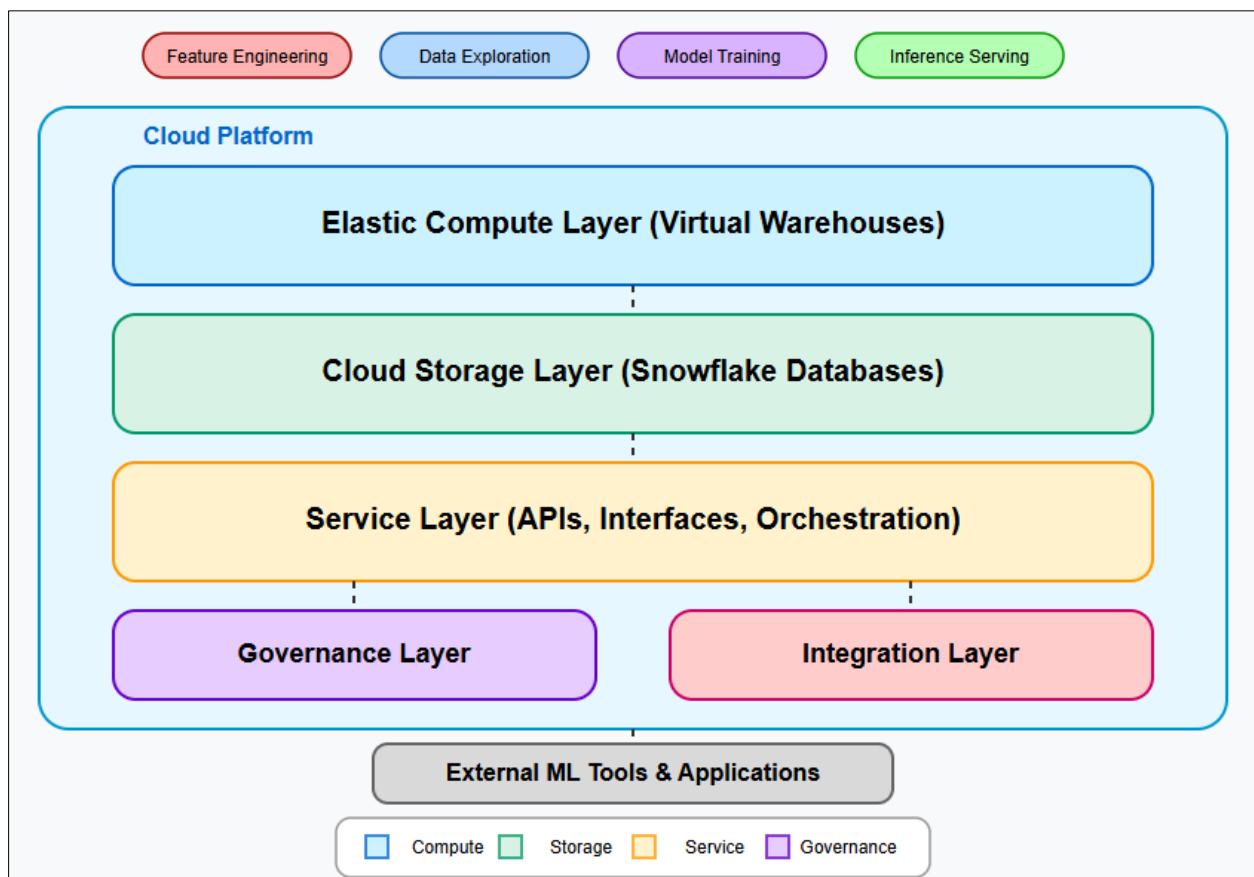 Feature Engineering
Data Exploration
Model Training
Inference Serving
Cloud Platform
Elastic Compute Layer (Virtual Warehouses)
Cloud Storage Layer (Snowflake Databases)
Service Layer (APIs, Interfaces, Orchestration)
Governance Layer
Integration Layer
External ML Tools & Applications
Compute
Storage
Service
Governance